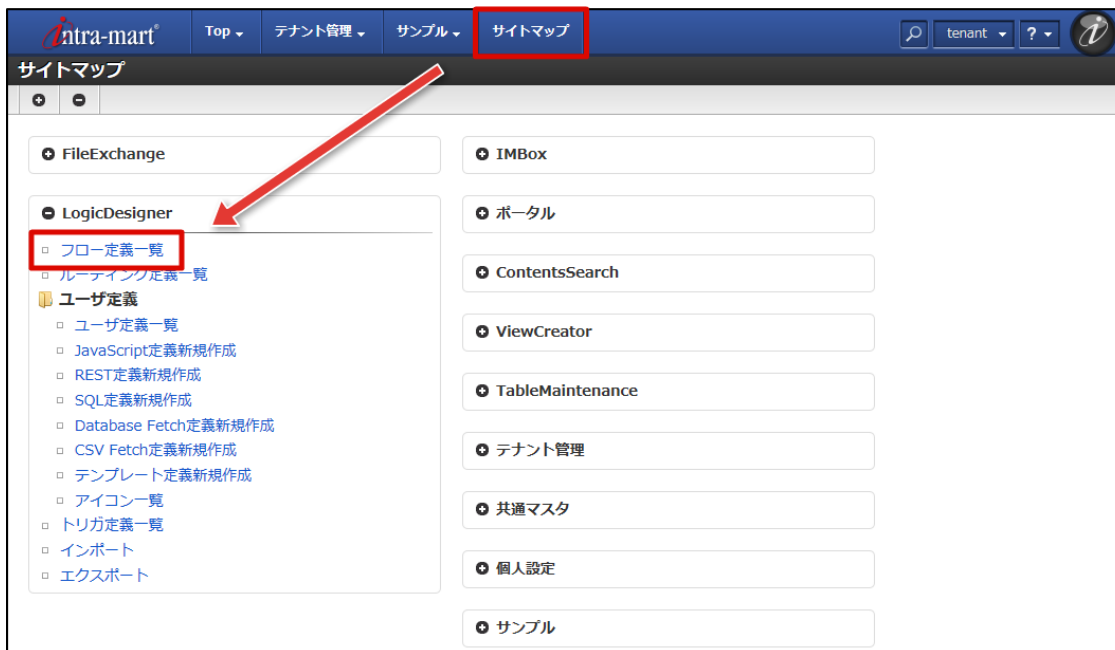 intra-mart® Top テナント管理 サンプル サイトマップ tenant ?
サイトマップ
FileExchange
LogicDesigner
フロー定義一覧
ルーティング定義一覧
ユーザ定義
ユーザ定義一覧
JavaScript定義新規作成
REST定義新規作成
SQL定義新規作成
Database Fetch定義新規作成
CSV Fetch定義新規作成
テンプレート定義新規作成
アイコン一覧
トリガ定義一覧
インポート
エクスポート
IMBox
ポータル
ContentsSearch
ViewCreator
TableMaintenance
テナント管理
共通マスタ
個人設定
サンプル